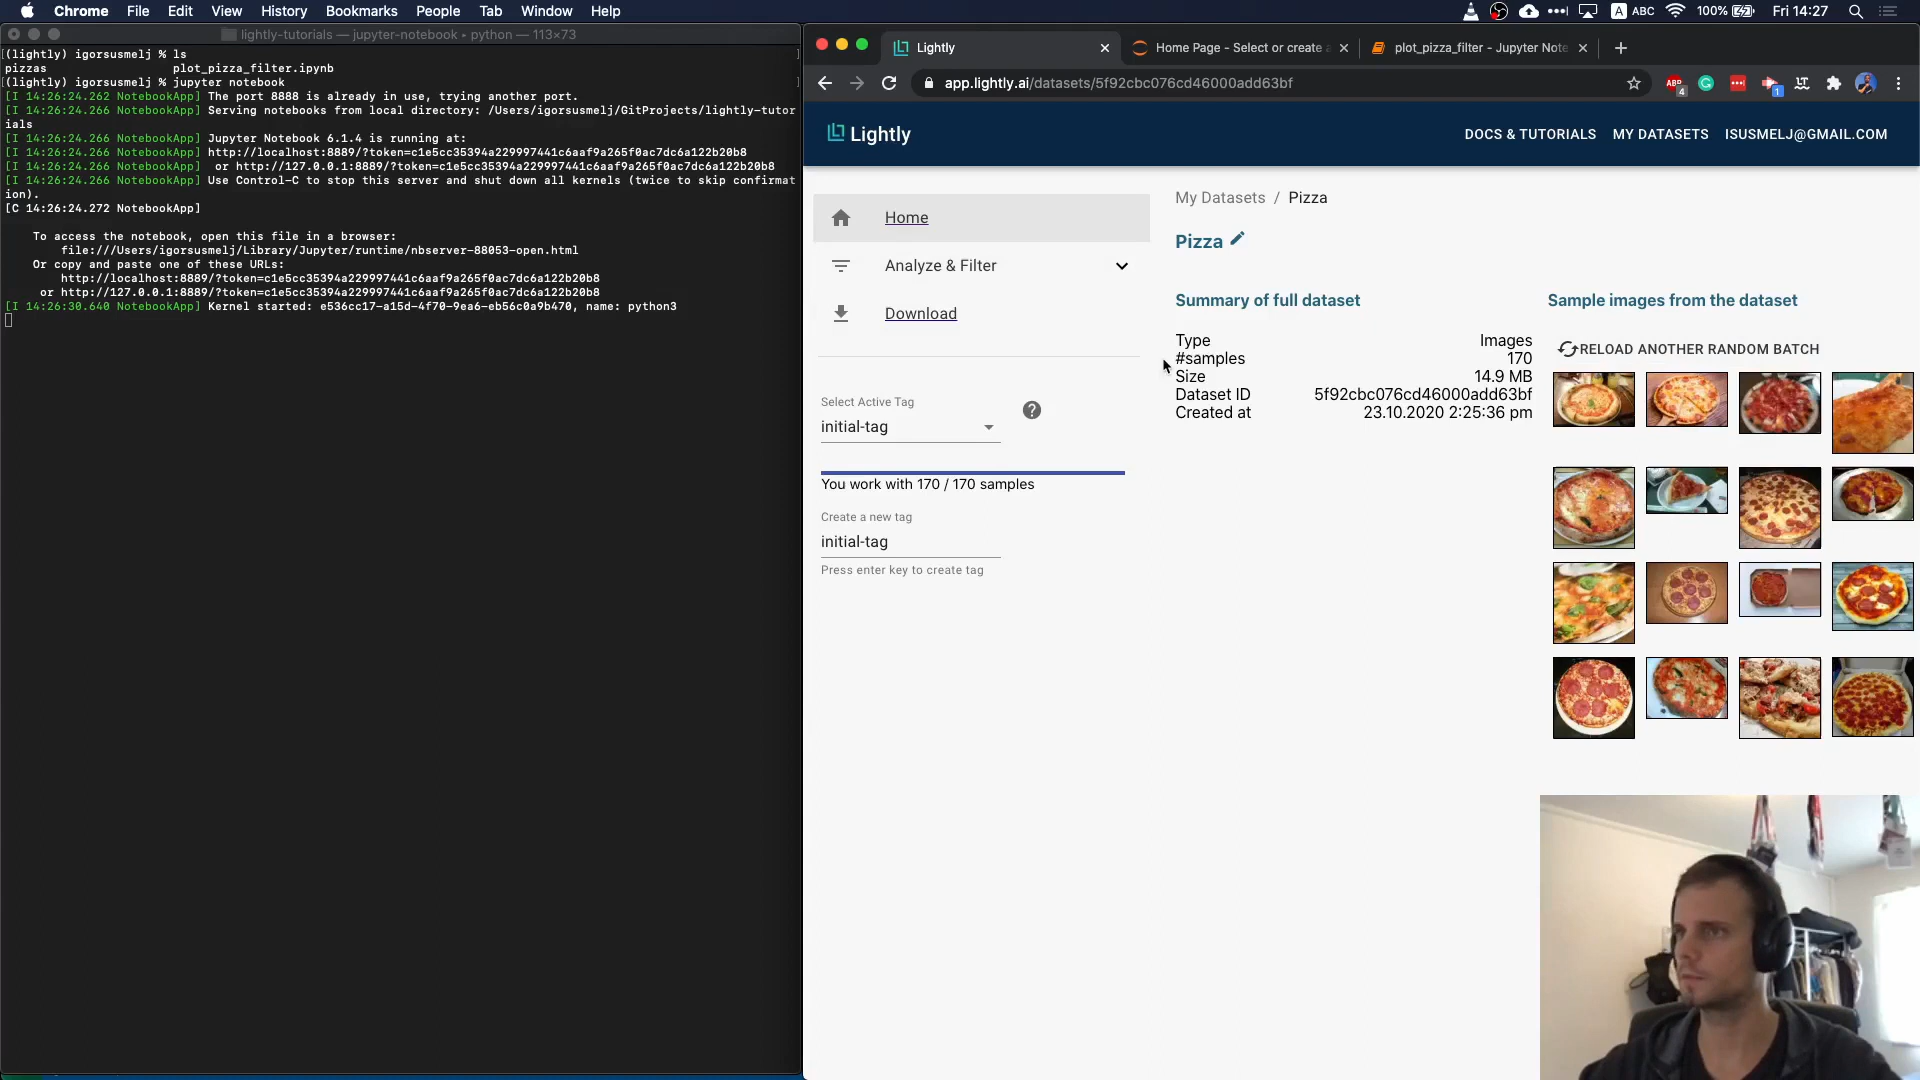 Chrome File Edit View History Bookmarks People Tab Window Help
A ABC 100% Fri 14:27
lightly-tutorials — jupyter-notebook • python — 113×73
(lightly) igorsusmelj % ls
pizzas plot_pizza_filter.ipynb
(lightly) igorsusmelj % jupyter notebook
[I 14:26:24.262 NotebookApp] The port 8888 is already in use, trying another port.
[I 14:26:24.266 NotebookApp] Serving notebooks from local directory: /Users/igorsusmelj/GitProjects/lightly-tutor
ials
[I 14:26:24.266 NotebookApp] Jupyter Notebook 6.1.4 is running at:
[I 14:26:24.266 NotebookApp] http://localhost:8889/?token=c1e5cc35394a229997441c6aaf9a265f0ac7dc6a122b20b8
[I 14:26:24.266 NotebookApp]  or http://127.0.0.1:8889/?token=c1e5cc35394a229997441c6aaf9a265f0ac7dc6a122b20b8
[I 14:26:24.266 NotebookApp] Use Control-C to stop this server and shut down all kernels (twice to skip confirmat
ion).
[C 14:26:24.272 NotebookApp]
To access the notebook, open this file in a browser:
file:///Users/igorsusmelj/Library/Jupyter/runtime/nbserver-88053-open.html
Or copy and paste one of these URLs:
http://localhost:8889/?token=c1e5cc35394a229997441c6aaf9a265f0ac7dc6a122b20b8
or http://127.0.0.1:8889/?token=c1e5cc35394a229997441c6aaf9a265f0ac7dc6a122b20b8
[I 14:26:30.640 NotebookApp] Kernel started: e536cc17-a15d-4f70-9ea6-eb56c0a9b470, name: python3
Lightly
Home Page - Select or create a
plot_pizza_filter - Jupyter Note
app.lightly.ai/datasets/5f92cbc076cd46000add63bf
ABP 4 1
Lightly
DOCS & TUTORIALS MY DATASETS ISUSMELJ@GMAIL.COM
Home
Analyze & Filter
Download
Select Active Tag
initial-tag
You work with 170 / 170 samples
Create a new tag
initial-tag
Press enter key to create tag
My Datasets / Pizza
Pizza
Summary of full dataset
Type Images
#samples 170
Size 14.9 MB
Dataset ID 5f92cbc076cd46000add63bf
Created at 23.10.2020 2:25:36 pm
Sample images from the dataset
RELOAD ANOTHER RANDOM BATCH